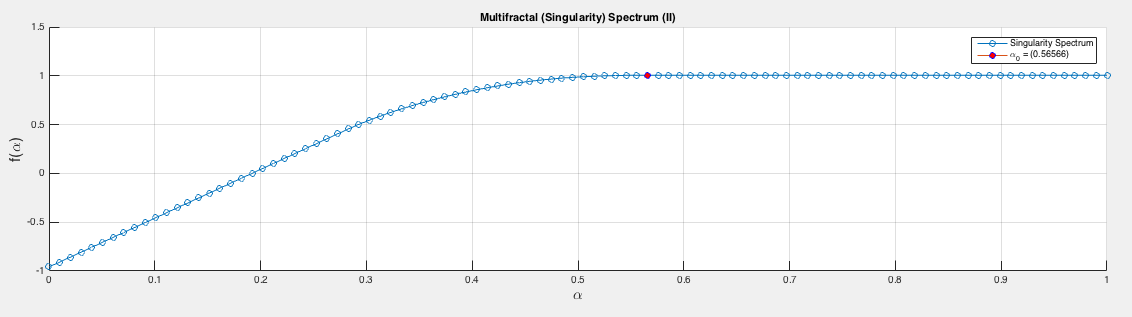 Multifractal (Singularity) Spectrum (II)
1.5
1
0.5
0
-0.5
-1
f(α)
Singularity Spectrum
α₀ = (0.56566)
0 0.1 0.2 0.3 0.4 0.5 0.6 0.7 0.8 0.9 1
α